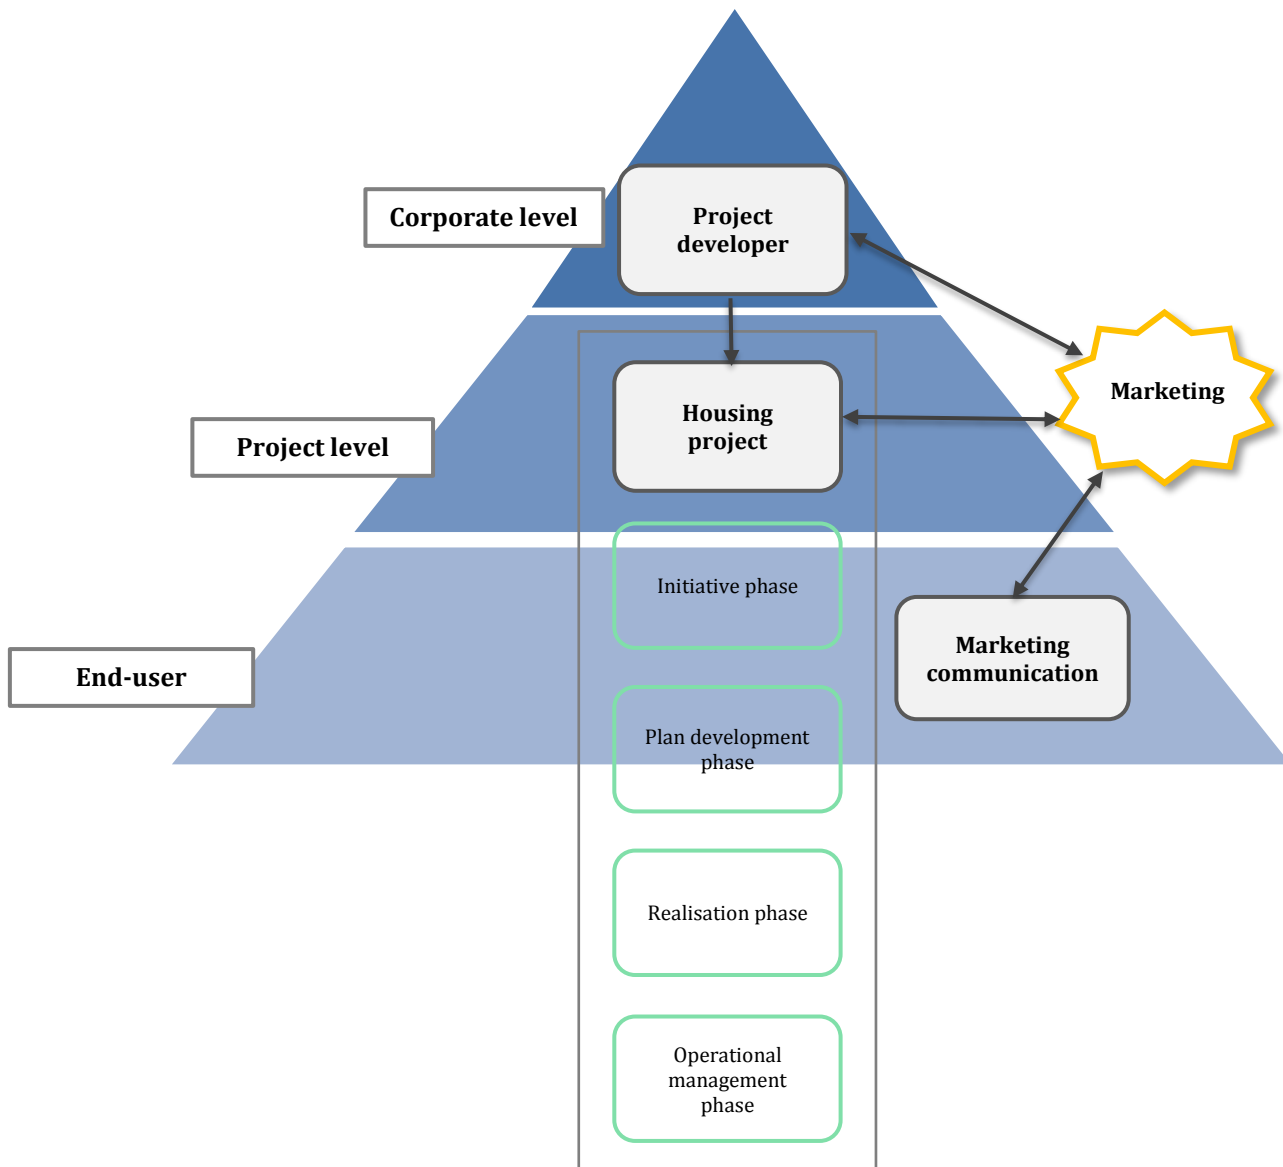 Corporate level
Project
developer
Marketing
Project level
Housing
project
Initiative phase
End-user
Marketing
communication
Plan development
phase
Realisation phase
Operational
management
phase